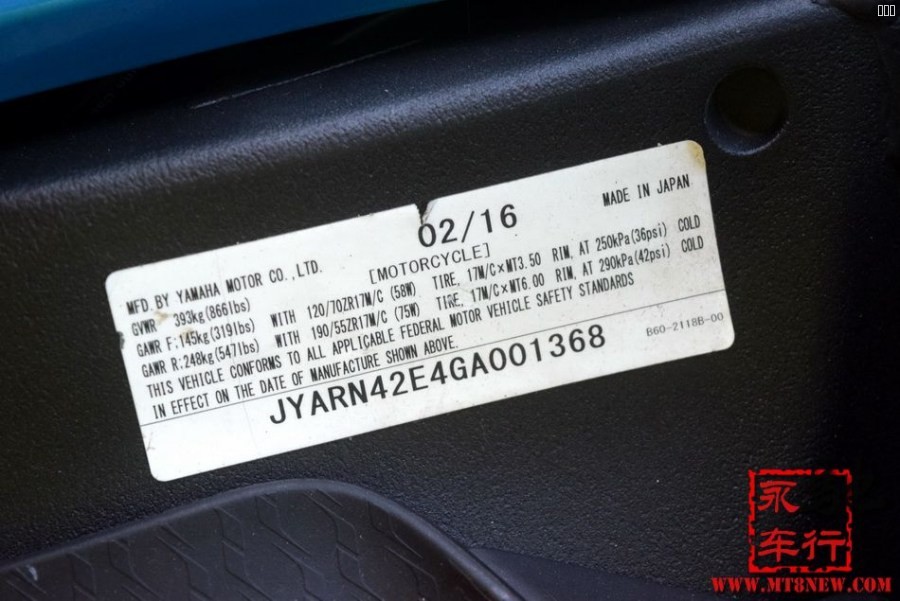 MFD. BY YAMAHA MOTOR CO., LTD.
02/16
MADE IN JAPAN
[MOTORCYCLE]
GVWR 393kg(866lbs)
GAWR F:145kg(319lbs) WITH 120/70ZR17M/C (58W) TIRE, 17M/C×MT3.50 RIM, AT 250kPa(36psi) COLD
GAWR R:248kg(547lbs) WITH 190/55ZR17M/C (75W) TIRE, 17M/C×MT6.00 RIM, AT 290kPa(42psi) COLD
THIS VEHICLE CONFORMS TO ALL APPLICABLE FEDERAL MOTOR VEHICLE SAFETY STANDARDS
IN EFFECT ON THE DATE OF MANUFACTURE SHOWN ABOVE.
B60-2118B-00
JYARN42E4GA001368
永
车行
WWW.MT8NEW.COM